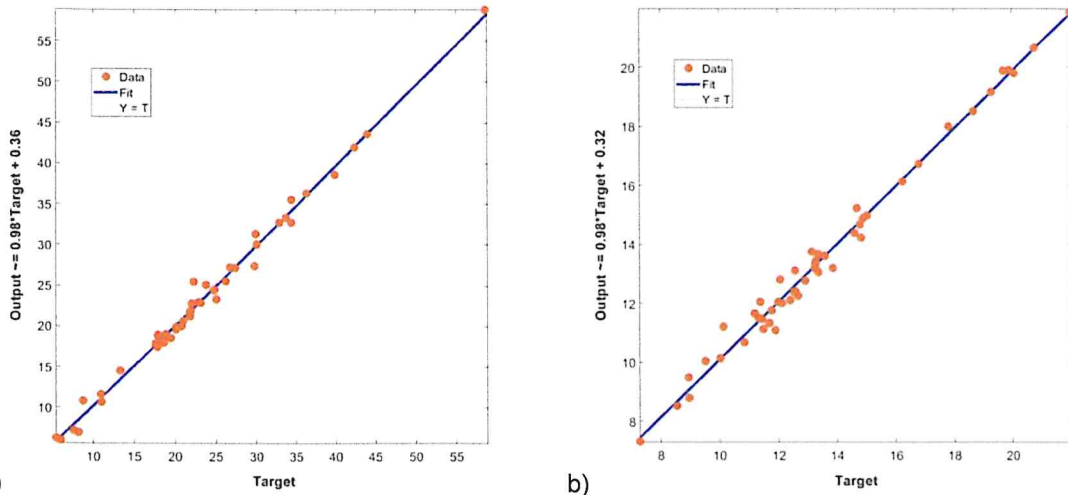 Output ~= 0.98*Target + 0.36
55
50
45
40
35
30
25
20
15
10
Data
Fit
Y = T
10 15 20 25 30 35 40 45 50 55
Target
)
Output ~= 0.98*Target + 0.32
20
18
16
14
12
10
8
Data
Fit
Y = T
8 10 12 14 16 18 20
Target
b)